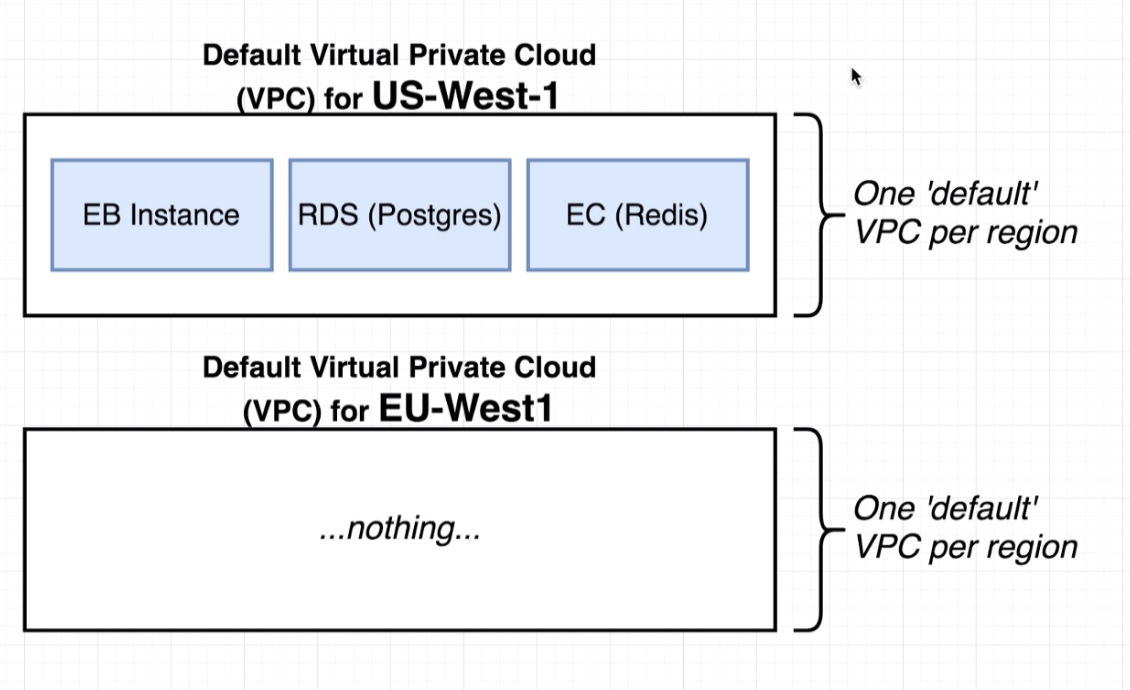 Default Virtual Private Cloud
(VPC) for US-West-1
EB Instance
RDS (Postgres)
EC (Redis)
One 'default'
VPC per region
Default Virtual Private Cloud
(VPC) for EU-West1
...nothing...
One 'default'
VPC per region